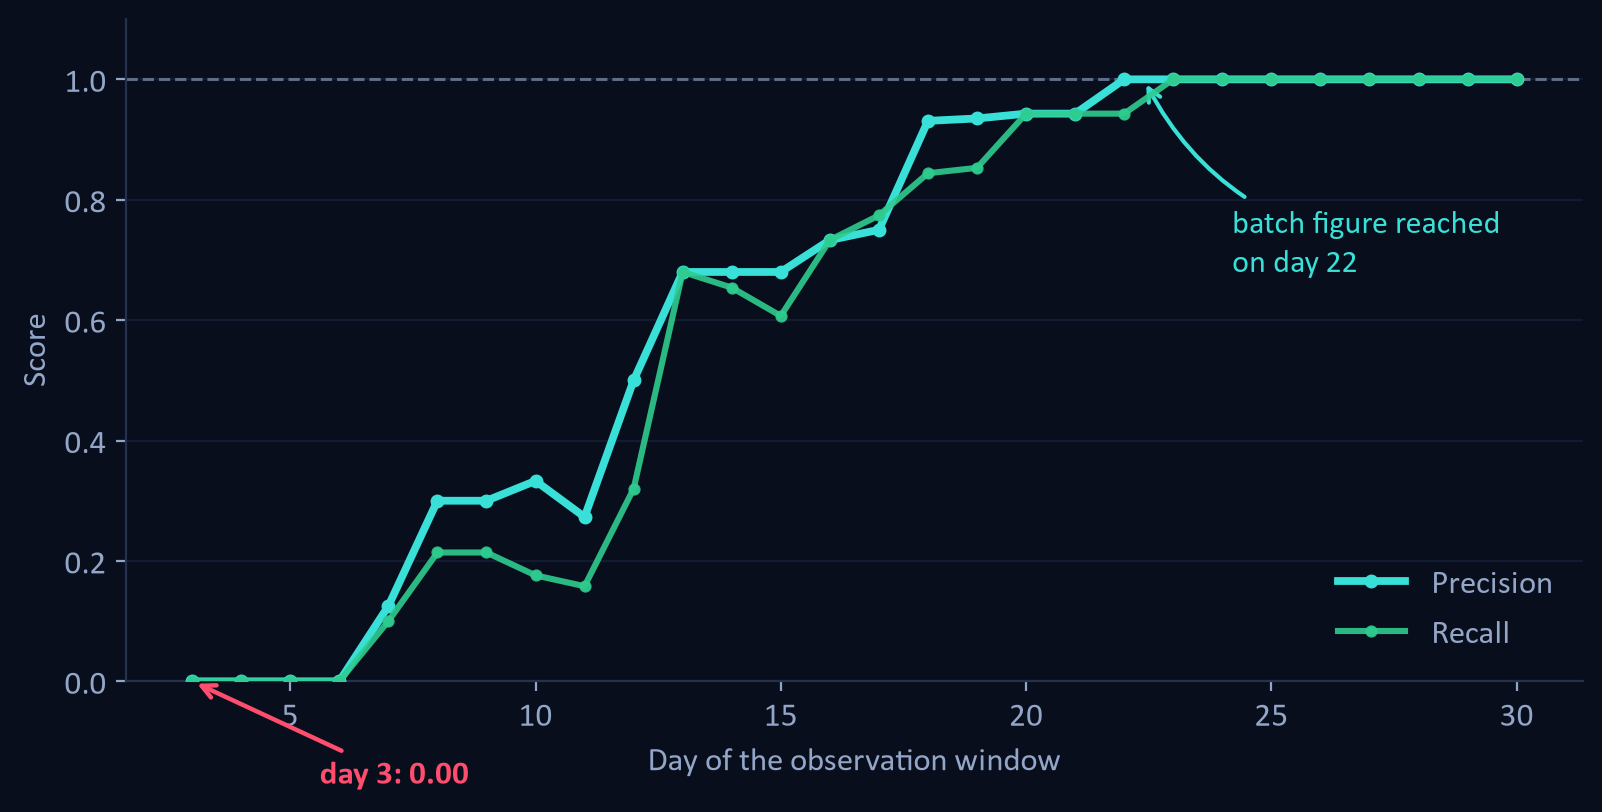 1.0
0.8
0.6
0.4
0.2
0.0
Score
batch figure reached
on day 22
Precision
Recall
5
10
15
20
25
30
Day of the observation window
day 3: 0.00